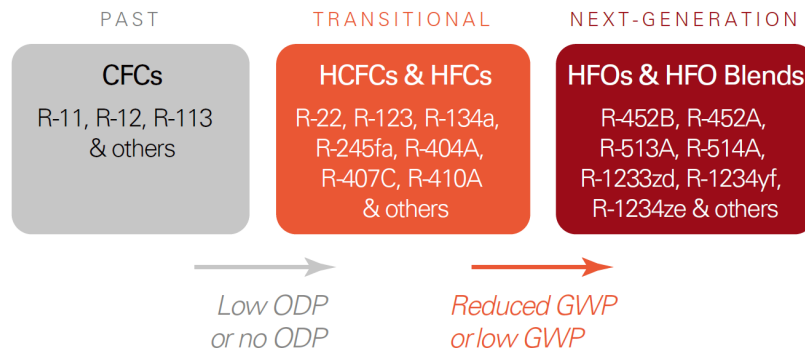 PAST
TRANSITIONAL
NEXT-GENERATION
CFCs
R-11, R-12, R-113
& others
HCFCs & HFCs
R-22, R-123, R-134a,
R-245fa, R-404A,
R-407C, R-410A
& others
HFOs & HFO Blends
R-452B, R-452A,
R-513A, R-514A,
R-1233zd, R-1234yf,
R-1234ze & others
Low ODP
or no ODP
Reduced GWP
or low GWP